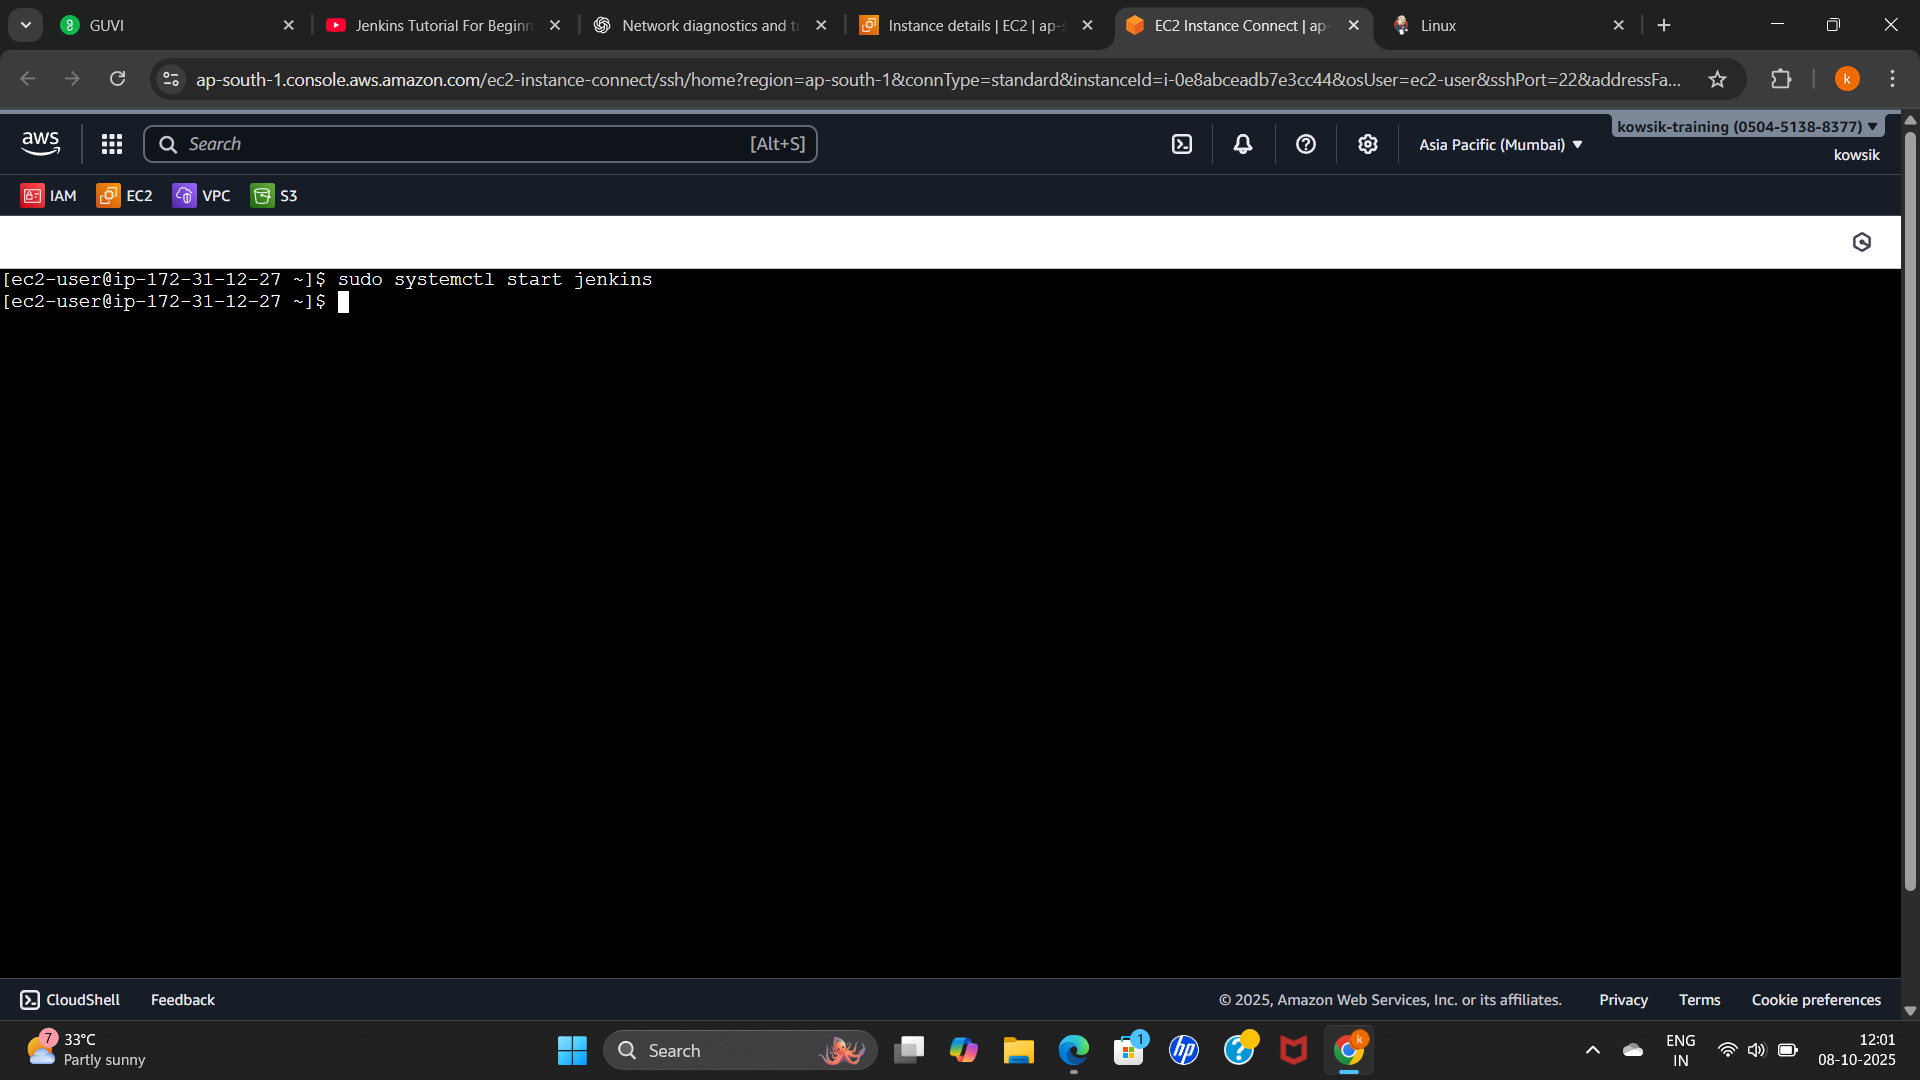 GUVI
Jenkins Tutorial For Beginn
Network diagnostics and t
Instance details | EC2 | ap-s
EC2 Instance Connect | ap-
Linux
ap-south-1.console.aws.amazon.com/ec2-instance-connect/ssh/home?region=ap-south-1&connType=standard&instanceId=i-0e8abceadb7e3cc44&osUser=ec2-user&sshPort=22&addressFa...
k
aws
Search
[Alt+S]
Asia Pacific (Mumbai)
kowsik-training (0504-5138-8377)
kowsik
IAM
EC2
VPC
S3
[ec2-user@ip-172-31-12-27 ~]$ sudo systemctl start jenkins
[ec2-user@ip-172-31-12-27 ~]$
CloudShell
Feedback
© 2025, Amazon Web Services, Inc. or its affiliates.
Privacy
Terms
Cookie preferences
7
33°C
Partly sunny
Search
1
hp
k
ENG
IN
12:01
08-10-2025